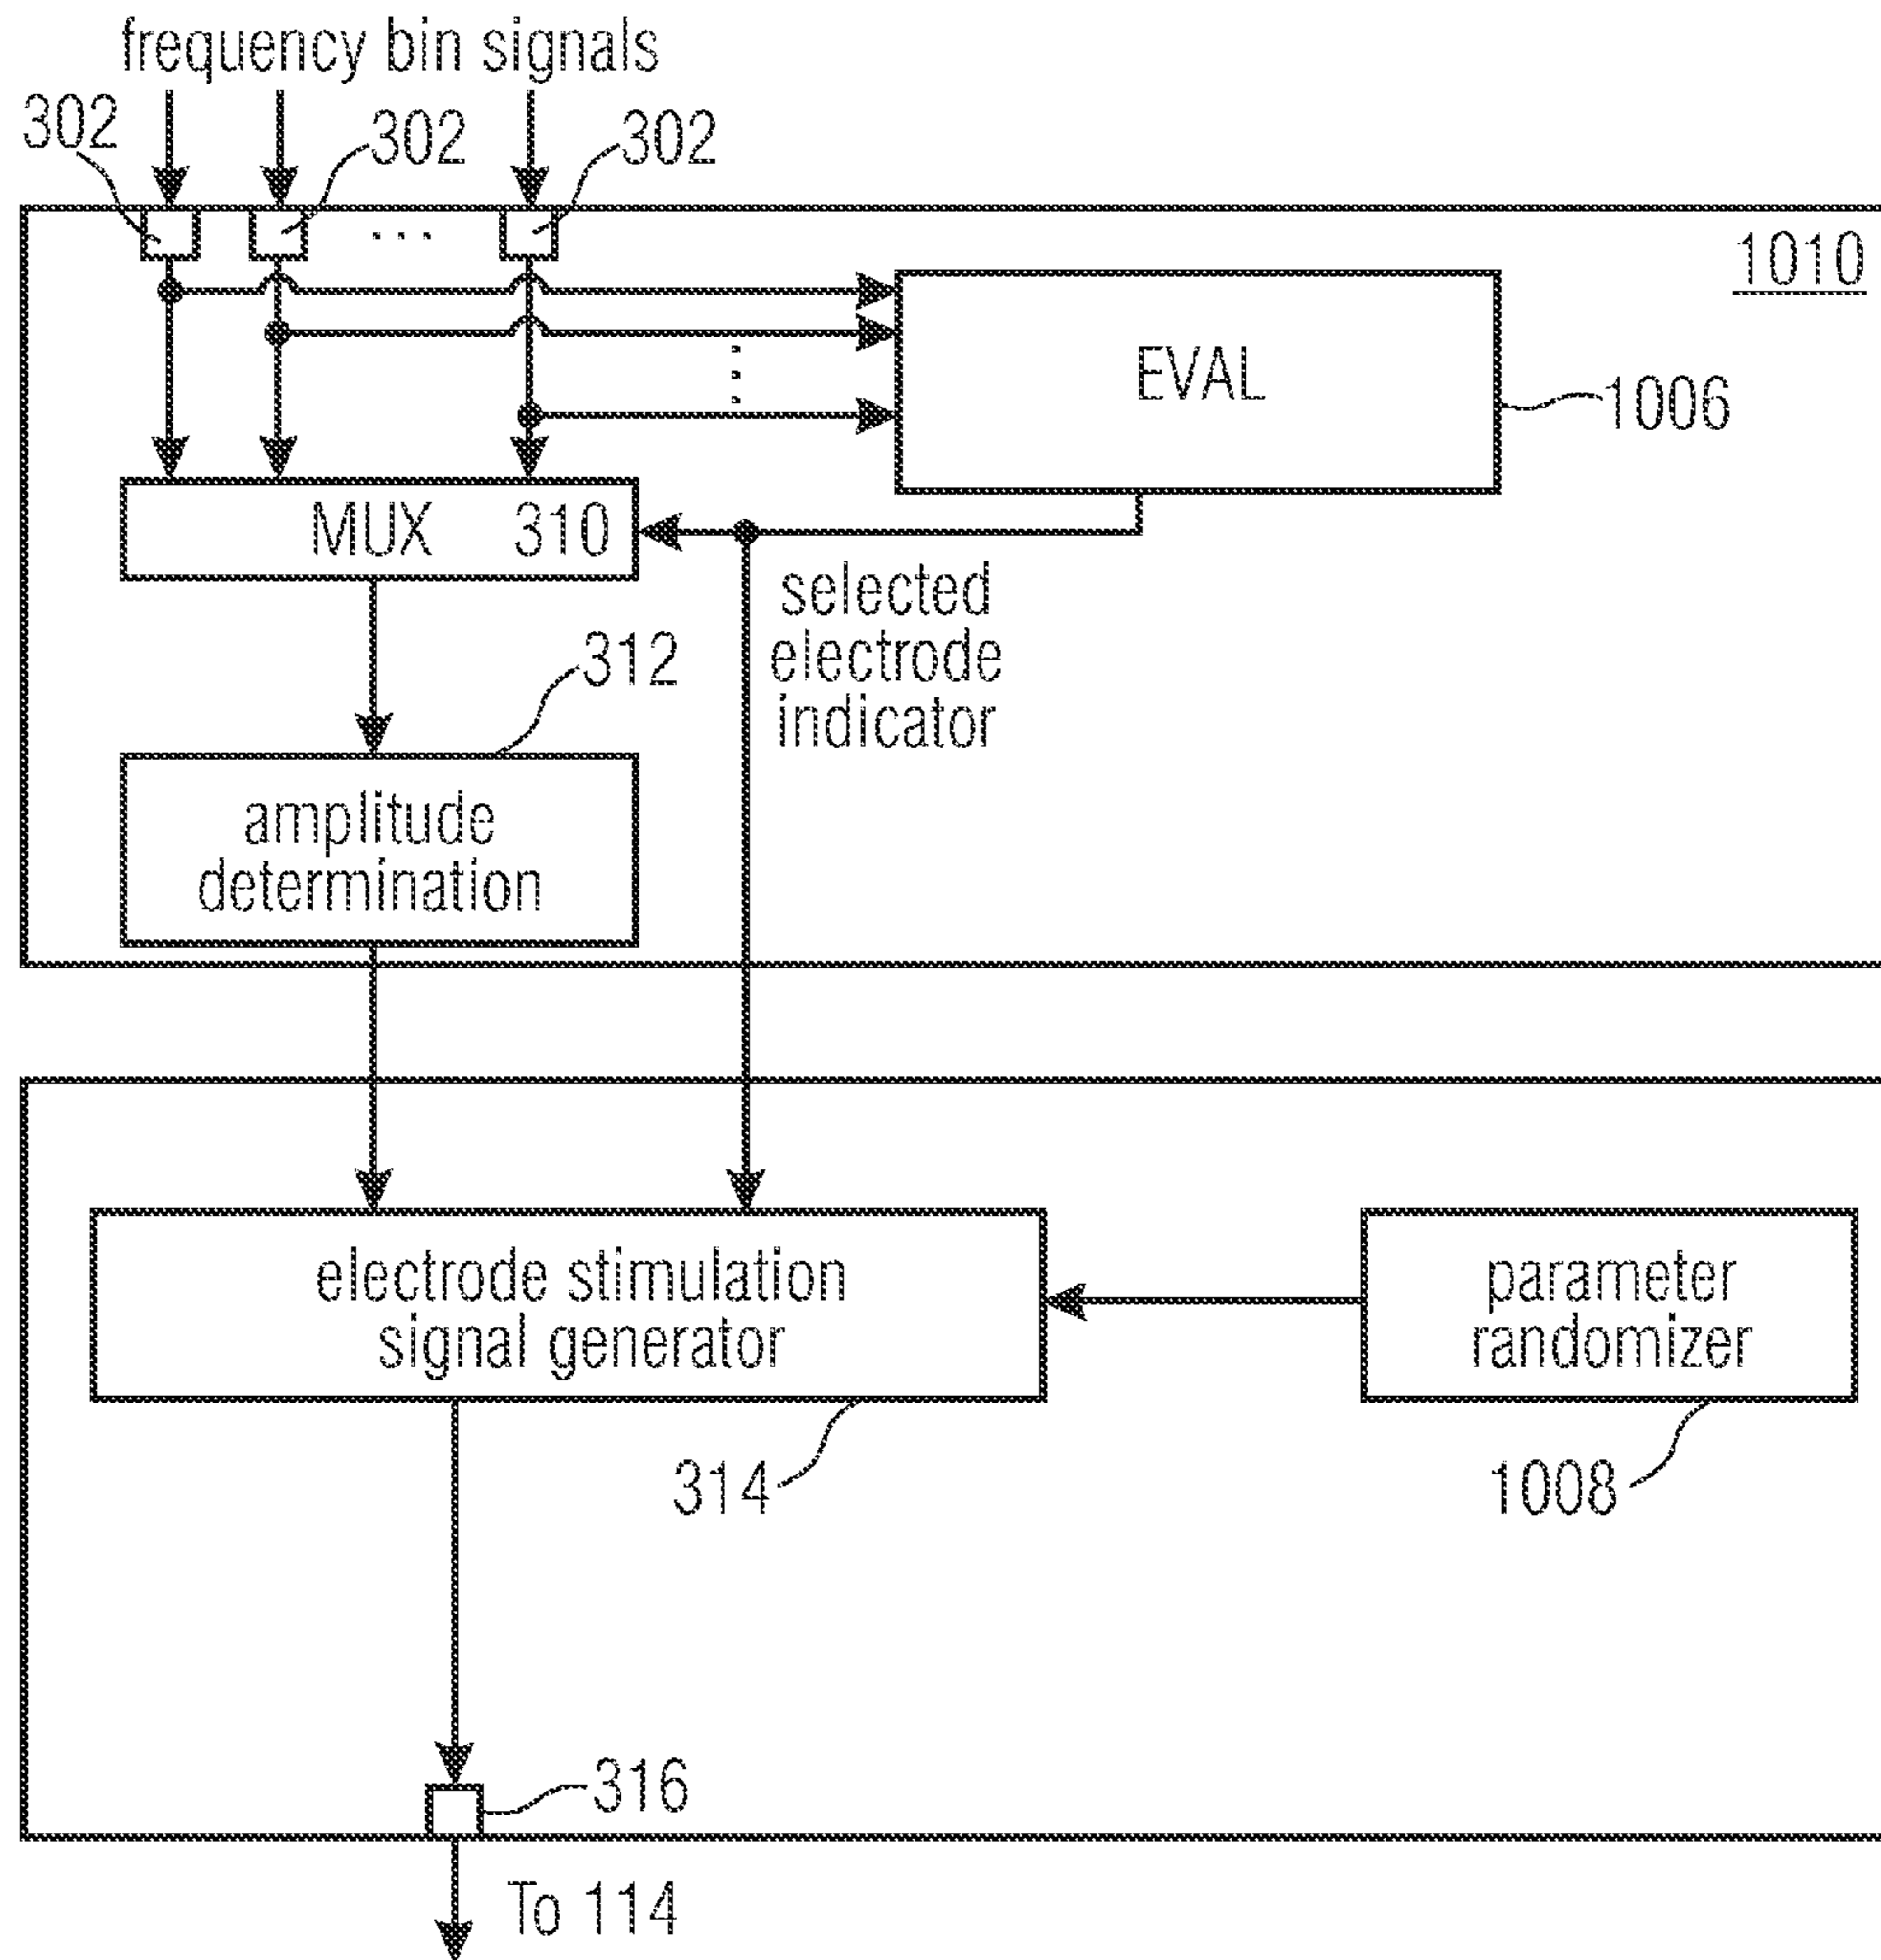 frequency bin signals
302
302
302
...
1010
EVAL
1006
MUX 310
selected
electrode
indicator
312
amplitude
determination
electrode stimulation
signal generator
parameter
randomizer
314
1008
316
To 114